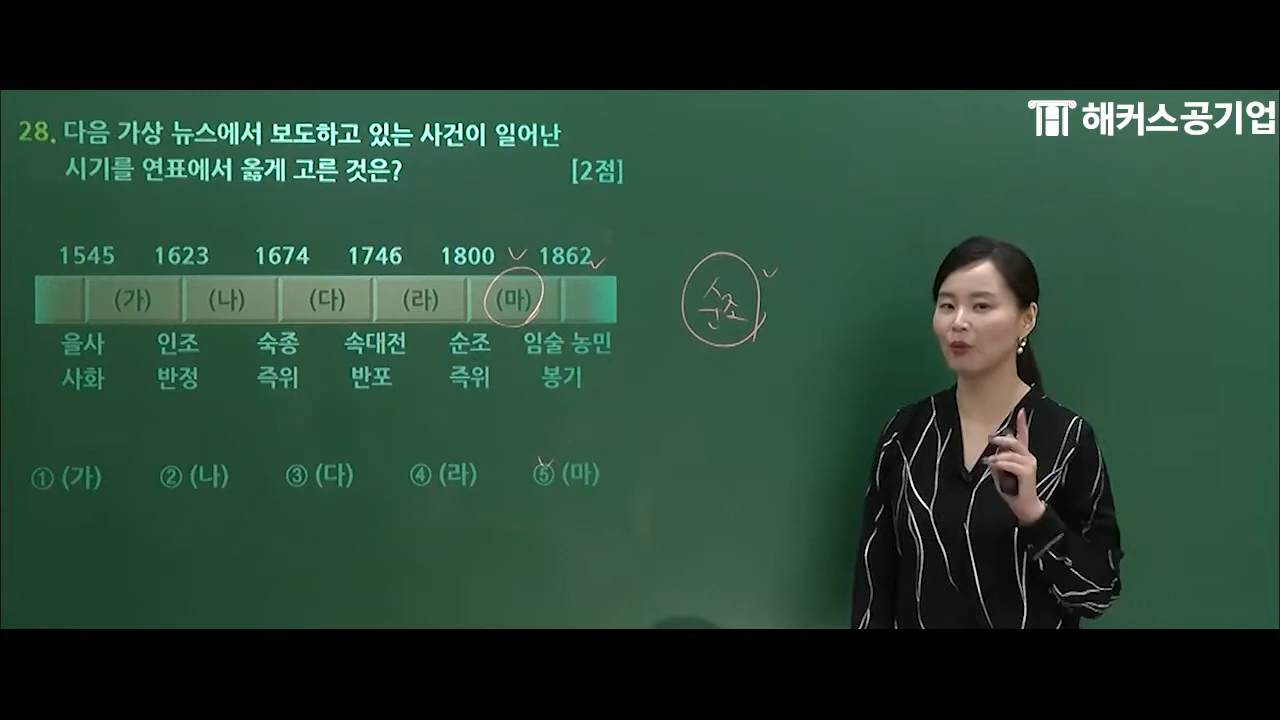 해커스공기업
28. 다음 가상 뉴스에서 보도하고 있는 사건이 일어난
시기를 연표에서 옳게 고른 것은? [2점]
1545 1623 1674 1746 1800 1862
(가) (나) (다) (라) (마)
순조
을사 인조 숙종 속대전 순조 임술 농민
사화 반정 즉위 반포 즉위 봉기
① (가) ② (나) ③ (다) ④ (라) ⑤ (마)